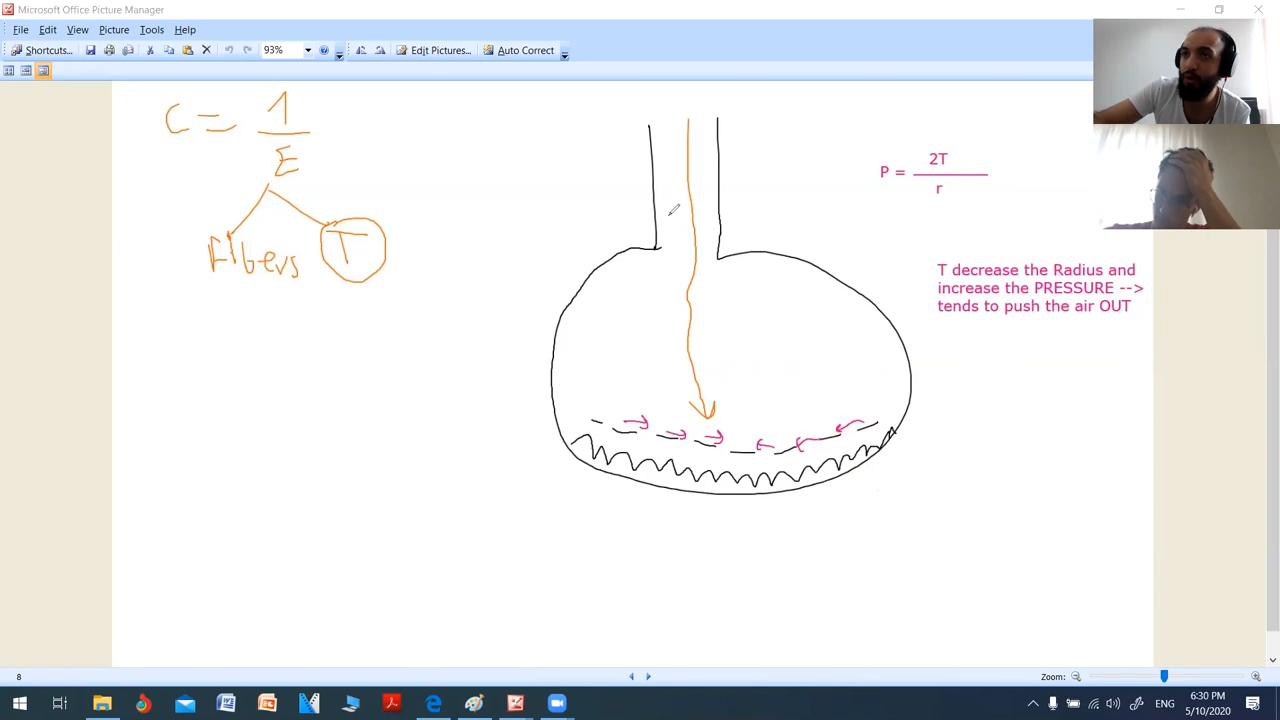 Microsoft Office Picture Manager
File Edit View Picture Tools Help
Shortcuts... 93% Edit Pictures... Auto Correct
C = 1
E
Fibers T
P = 2T
r
T decrease the Radius and
increase the PRESSURE -->
tends to push the air OUT
8 Zoom:
ENG 6:30 PM
5/10/2020